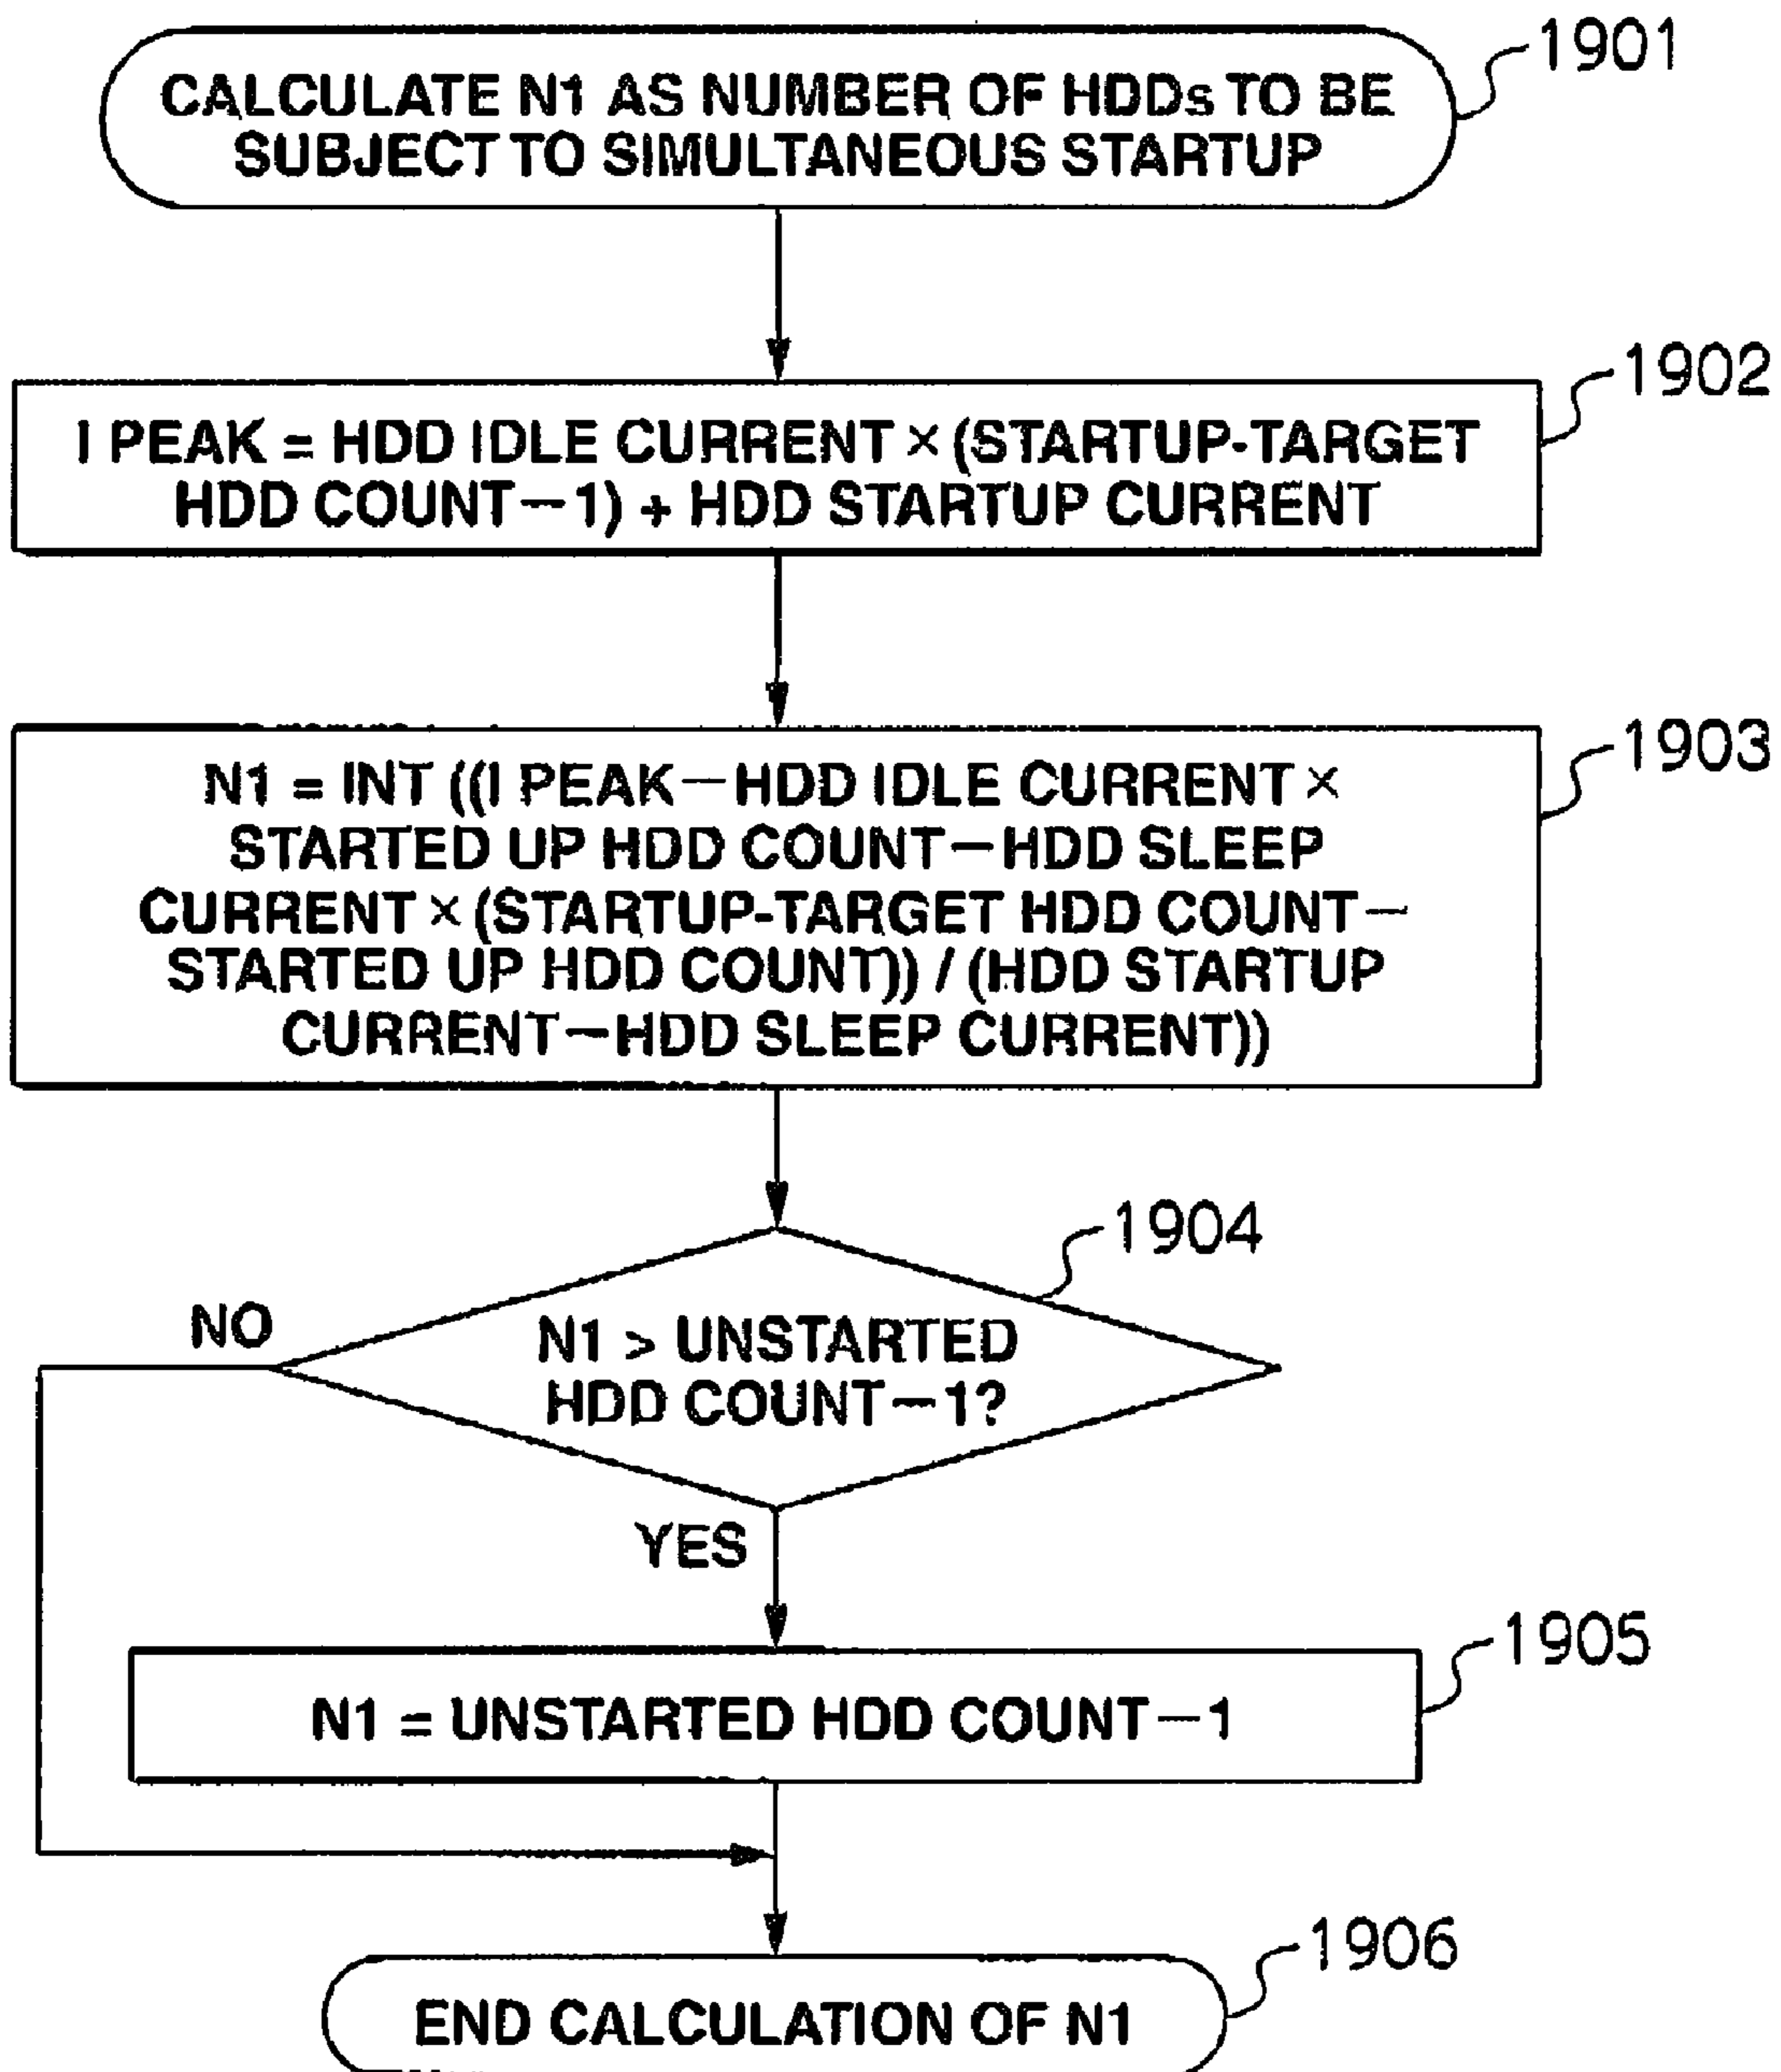 1901
CALCULATE N1 AS NUMBER OF HDDs TO BE
SUBJECT TO SIMULTANEOUS STARTUP
1902
I PEAK = HDD IDLE CURRENT × (STARTUP-TARGET
HDD COUNT−1) + HDD STARTUP CURRENT
1903
N1 = INT ((I PEAK−HDD IDLE CURRENT ×
STARTED UP HDD COUNT−HDD SLEEP
CURRENT × (STARTUP-TARGET HDD COUNT−
STARTED UP HDD COUNT)) / (HDD STARTUP
CURRENT−HDD SLEEP CURRENT))
1904
NO
N1 > UNSTARTED
HDD COUNT−1?
YES
1905
N1 = UNSTARTED HDD COUNT−1
1906
END CALCULATION OF N1